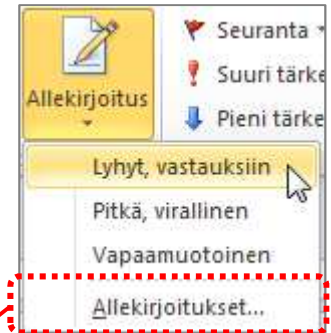 Allekirjoitus
Seuranta
Suuri tärke
Pieni tärke
Lyhyt, vastauksiin
Pitkä, virallinen
Vapaamuotoinen
Allekirjoitukset...